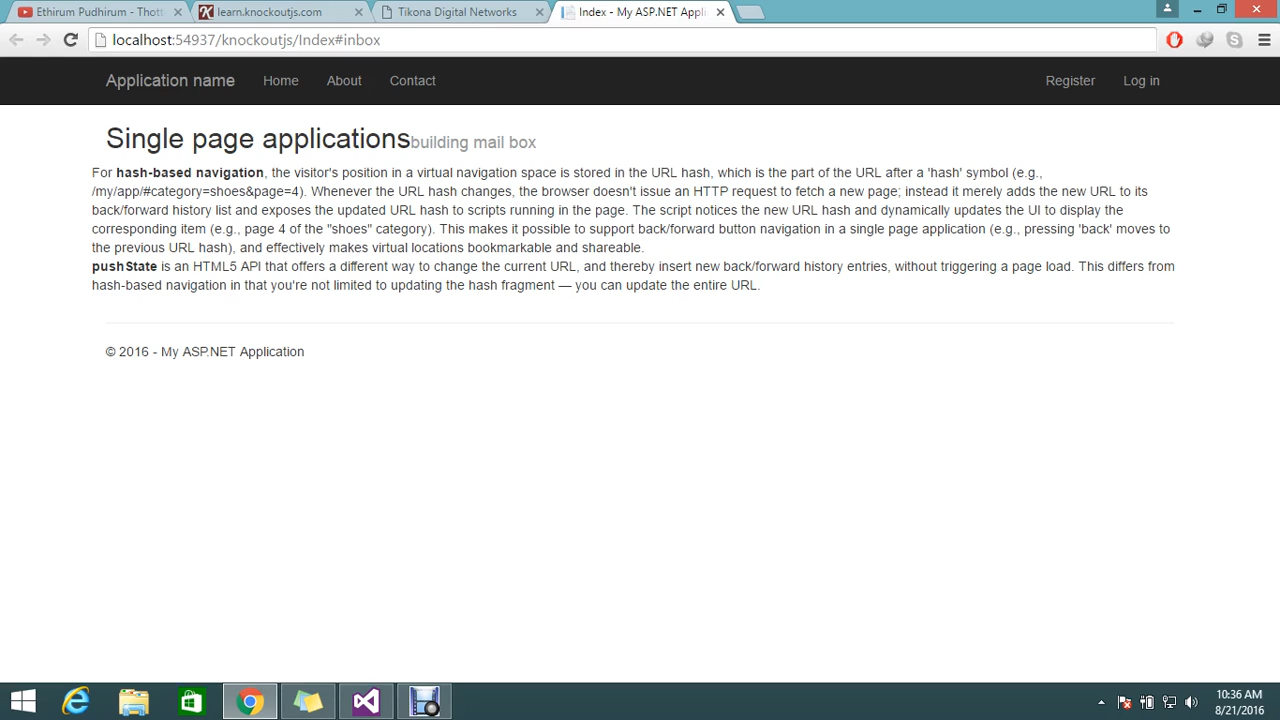 Ethirum Pudhirum - Thott
learn.knockoutjs.com
Tikona Digital Networks
Index - My ASP.NET Appli
localhost:54937/knockoutjs/Index#inbox
Application name Home About Contact Register Log in
Single page applications building mail box
For hash-based navigation, the visitor's position in a virtual navigation space is stored in the URL hash, which is the part of the URL after a 'hash' symbol (e.g.,
/my/app/#category=shoes&page=4). Whenever the URL hash changes, the browser doesn't issue an HTTP request to fetch a new page; instead it merely adds the new URL to its
back/forward history list and exposes the updated URL hash to scripts running in the page. The script notices the new URL hash and dynamically updates the UI to display the
corresponding item (e.g., page 4 of the "shoes" category). This makes it possible to support back/forward button navigation in a single page application (e.g., pressing 'back' moves to
the previous URL hash), and effectively makes virtual locations bookmarkable and shareable.
pushState is an HTML5 API that offers a different way to change the current URL, and thereby insert new back/forward history entries, without triggering a page load. This differs from
hash-based navigation in that you're not limited to updating the hash fragment — you can update the entire URL.
© 2016 - My ASP.NET Application
10:36 AM
8/21/2016